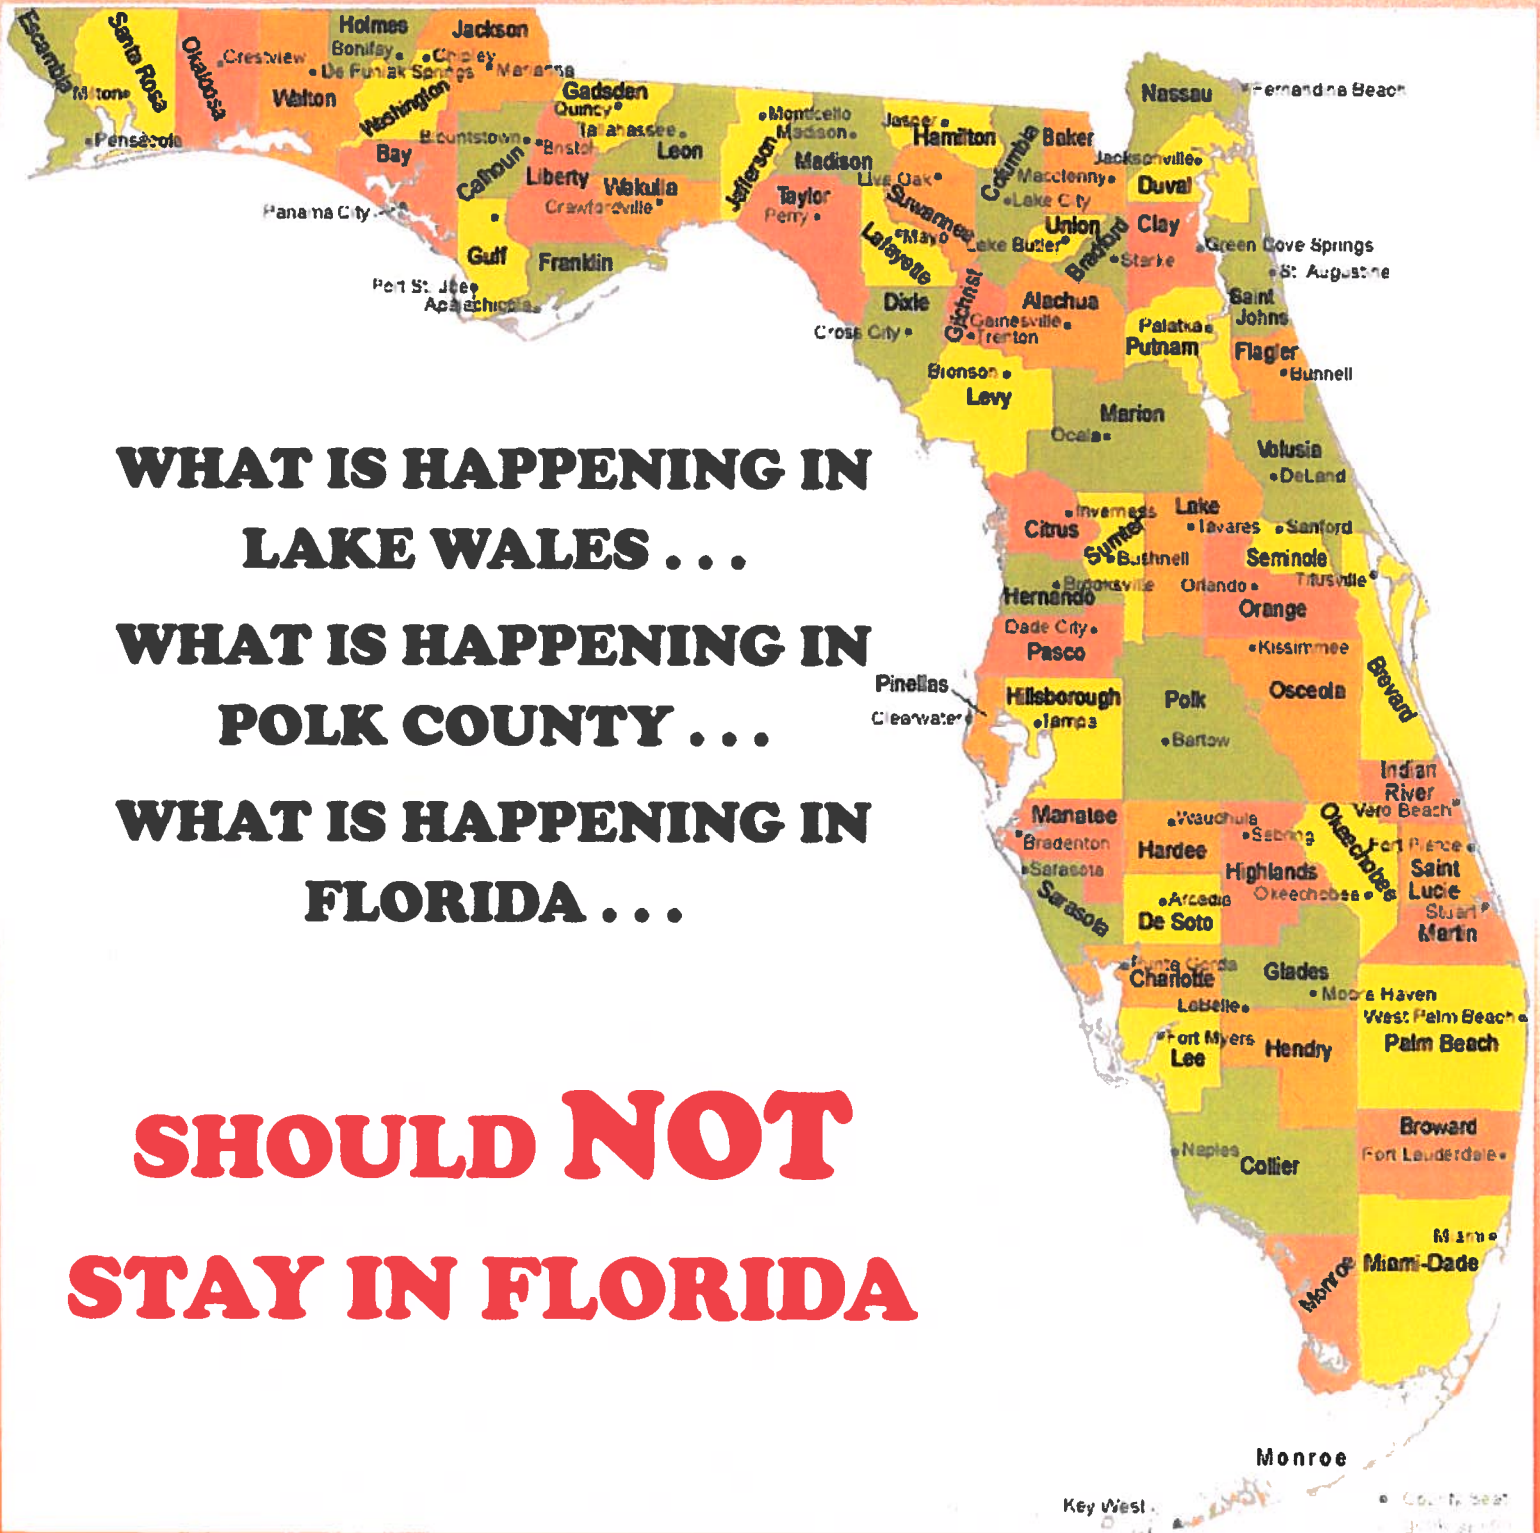 Escambia
Santa Rosa
Okaloosa
Holmes
Jackson
Bonifay
Crestview
De Funiak Springs
Walton
Washington
Pensacola
Gadsden
Quincy
Tallahassee
Leon
Bay
Calhoun
Liberty
Wakulla
Crawfordville
Panama City
Gulf
Franklin
Monticello
Madison
Jefferson
Madison
Taylor
Perry
Jasper
Hamilton
Live Oak
Suwannee
Mayo
Lafayette
Columbia
Baker
Macclenny
Lake City
Union
Lake Butler
Bradford
Starke
Nassau
Fernandina Beach
Jacksonville
Duval
Clay
Green Cove Springs
St. Augustine
Saint
Johns
Dixie
Cross City
Gilchrist
Trenton
Alachua
Gainesville
Palatka
Putnam
Flagler
Bunnell
Bronson
Levy
Marion
Ocala
Volusia
DeLand
Citrus
Inverness
Sumter
Bushnell
Lake
Tavares
Sanford
Seminole
Titusville
Hernando
Brooksville
Orlando
Orange
Dade City
Pasco
Kissimmee
Osceola
Brevard
Pinellas
Clearwater
Hillsborough
Tampa
Polk
Bartow
Indian
River
Vero Beach
Manatee
Bradenton
Wauchula
Hardee
Sebring
Highlands
Okeechobee
Okeechobee
Fort Pierce
Saint
Lucie
Stuart
Martin
Sarasota
Sarasota
Arcadia
De Soto
Punta Gorda
Charlotte
Glades
Moore Haven
LaBelle
West Palm Beach
Palm Beach
Fort Myers
Lee
Hendry
Broward
Fort Lauderdale
Naples
Collier
Miami
Miami-Dade
Monroe
Monroe
Key West
WHAT IS HAPPENING IN
LAKE WALES . . .
WHAT IS HAPPENING IN
POLK COUNTY . . .
WHAT IS HAPPENING IN
FLORIDA . . .
SHOULD NOT
STAY IN FLORIDA